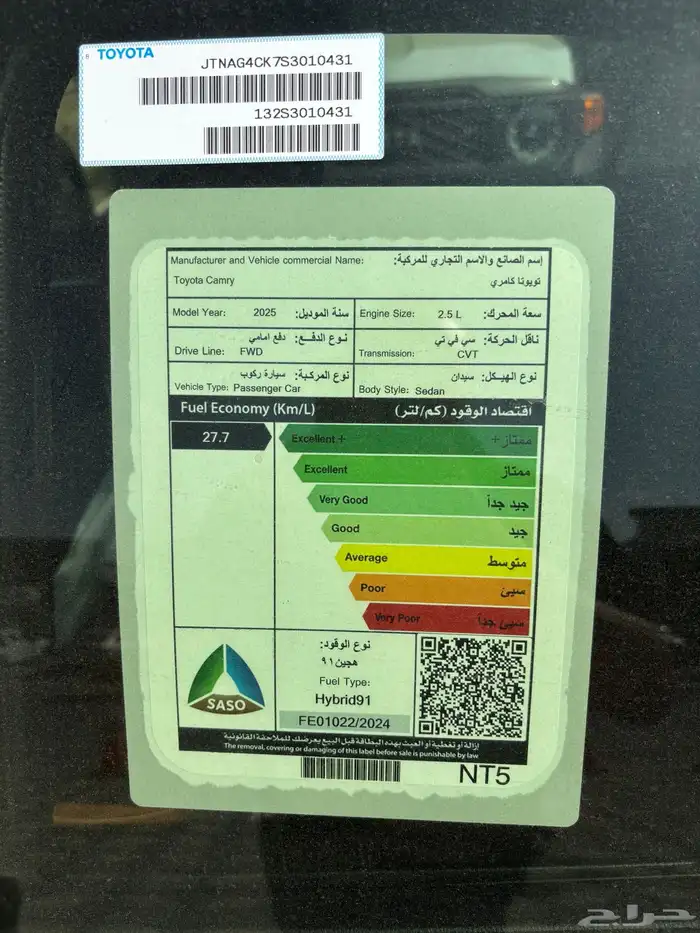 TOYOTA
JTNAG4CK7S3010431
132S3010431
Manufacturer and Vehicle commercial Name: إسم الصانع والاسم التجاري للمركبة:
Toyota Camry تويوتا كامري
Model Year: 2025 سنة الموديل: Engine Size: 2.5 L سعة المحرك:
نوع الدفع: دفع امامي ناقل الحركة: سي في تي
Drive Line: FWD Transmission: CVT
نوع المركبة: سيارة ركوب نوع الهيكل: سيدان
Vehicle Type: Passenger Car Body Style: Sedan
Fuel Economy (Km/L) اقتصاد الوقود (كم/لتر)
27.7 Excellent + ممتاز +
Excellent ممتاز
Very Good جيد جداً
Good جيد
Average متوسط
Poor سيئ
Very Poor سيئ جداً
نوع الوقود:
هجين ٩١
Fuel Type:
Hybrid91
SASO
FE01022/2024
إزالة أو تغطية أو العبث بهذه البطاقة قبل البيع يعرضك للملاحقة القانونية
The removal, covering or damaging of this label before sale is punishable by law
NT5
حراج